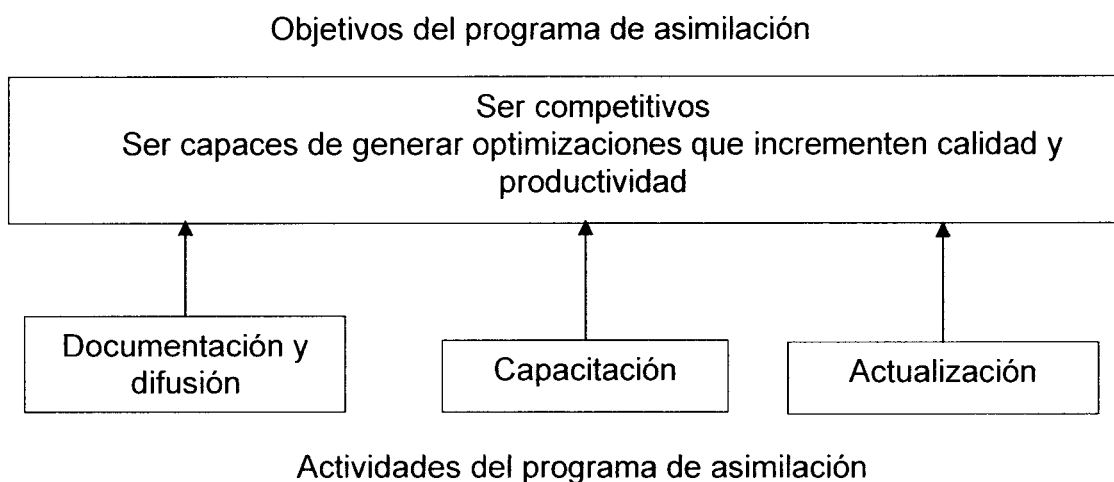 Objetivos del programa de asimilación
Ser competitivos
Ser capaces de generar optimizaciones que incrementen calidad y
productividad
Documentación y
difusión
Capacitación
Actualización
Actividades del programa de asimilación